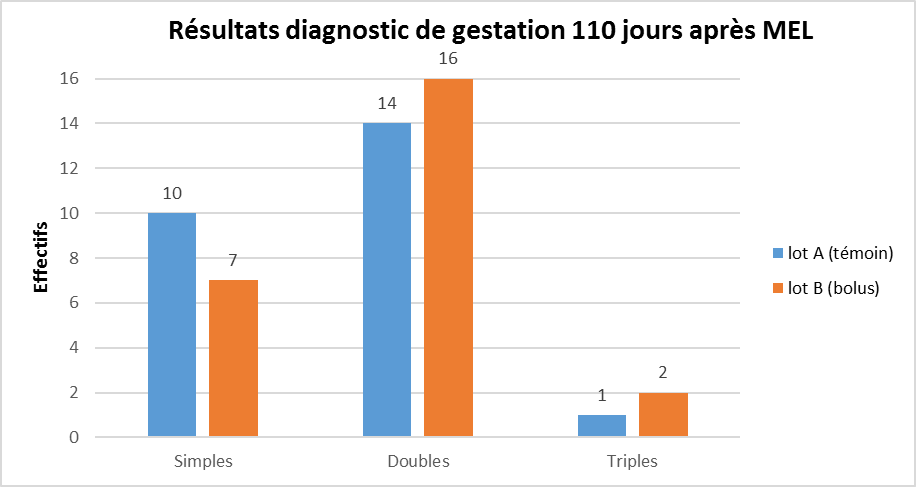 Résultats diagnostic de gestation 110 jours après MEL
Effectifs
16
14
12
10
8
6
4
2
0
10
7
14
16
1
2
Simples
Doubles
Triples
lot A (témoin)
lot B (bolus)